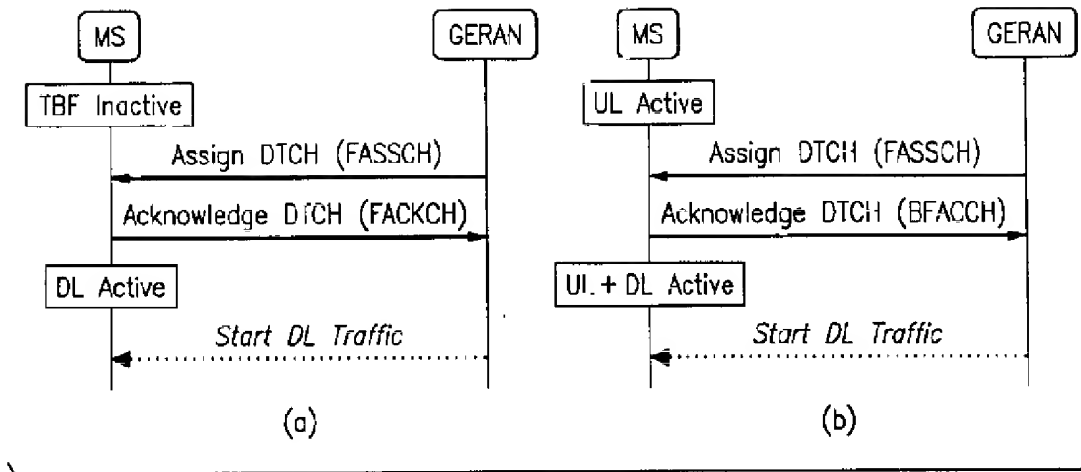 MS
GERAN
TBF Inactive
Assign DTCH (FASSCH)
Acknowledge DTCH (FACKCH)
DL Active
Start DL Traffic
(a)
MS
GERAN
UL Active
Assign DTCH (FASSCH)
Acknowledge DTCH (BFACCH)
UL + DL Active
Start DL Traffic
(b)